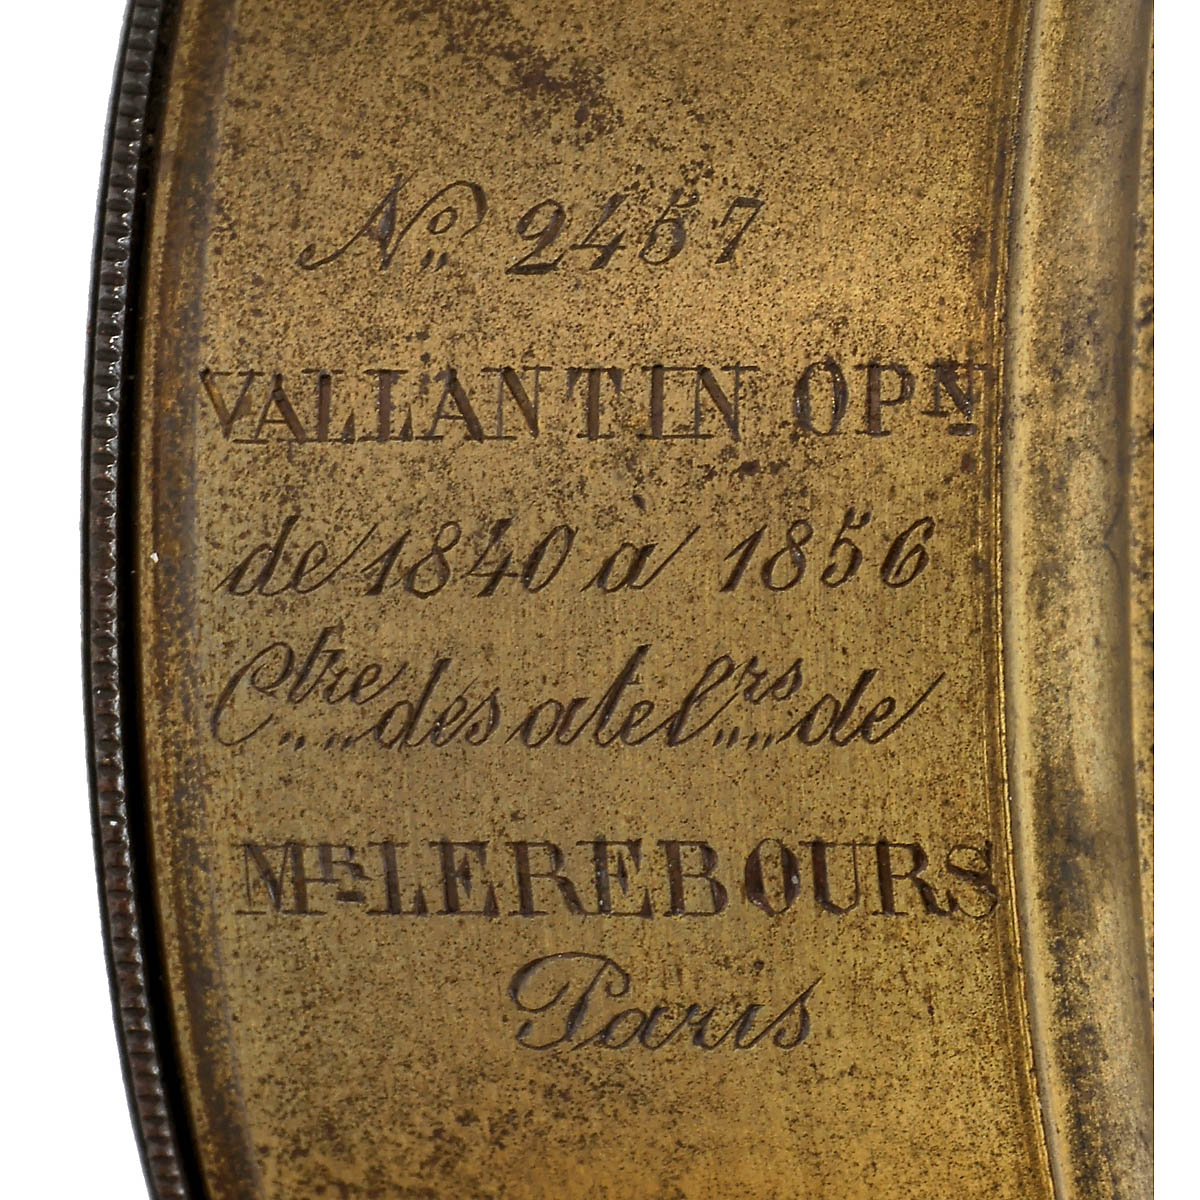 No 2457
VALLANTIN OPN
de 1840 à 1856
Ctre des atelrs de
MR LEREBOURS
Paris